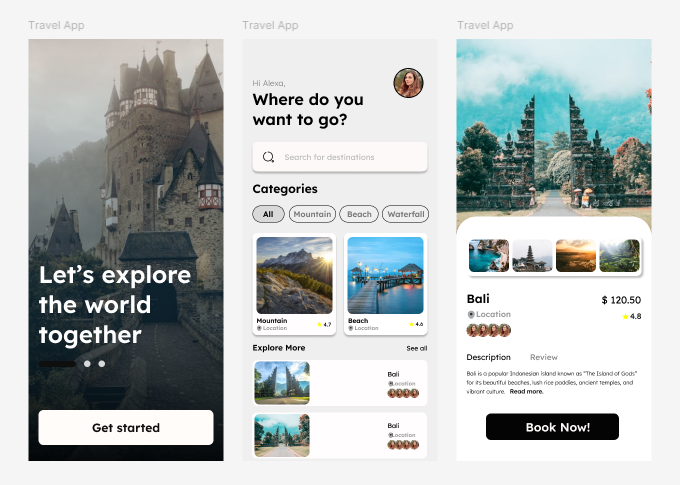 Travel App
Let's explore
the world
together
Get started
Travel App
Hi Alexa,
Where do you
want to go?
Search for destinations
Categories
All
Mountain
Beach
Waterfall
Mountain
Location
4.7
Beach
Location
4.6
Explore More
See all
Bali
Location
Bali
Location
Travel App
Bali
$ 120.50
Location
4.8
Description
Review
Bali is a popular Indonesian island known as "The Island of Gods"
for its beautiful beaches, lush rice paddies, ancient temples, and
vibrant culture. Read more.
Book Now!